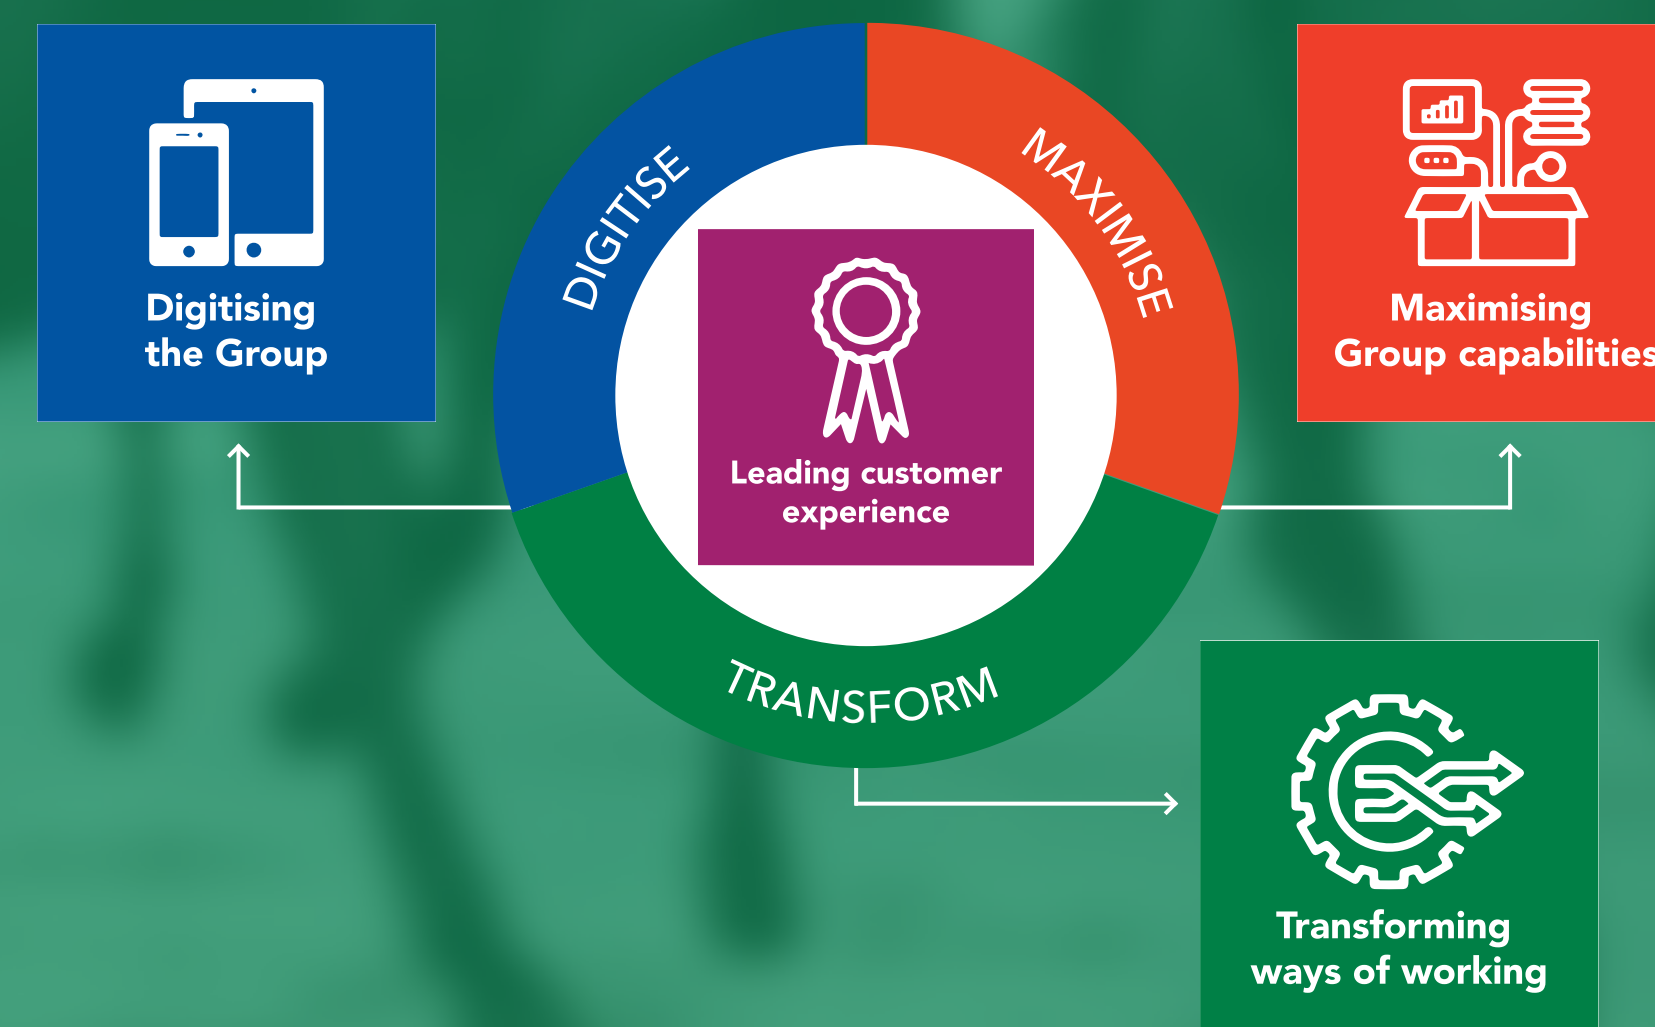 Digitising
the Group
DIGITISE
MAXIMISE
Maximising
Group capabilities
Leading customer
experience
TRANSFORM
Transforming
ways of working